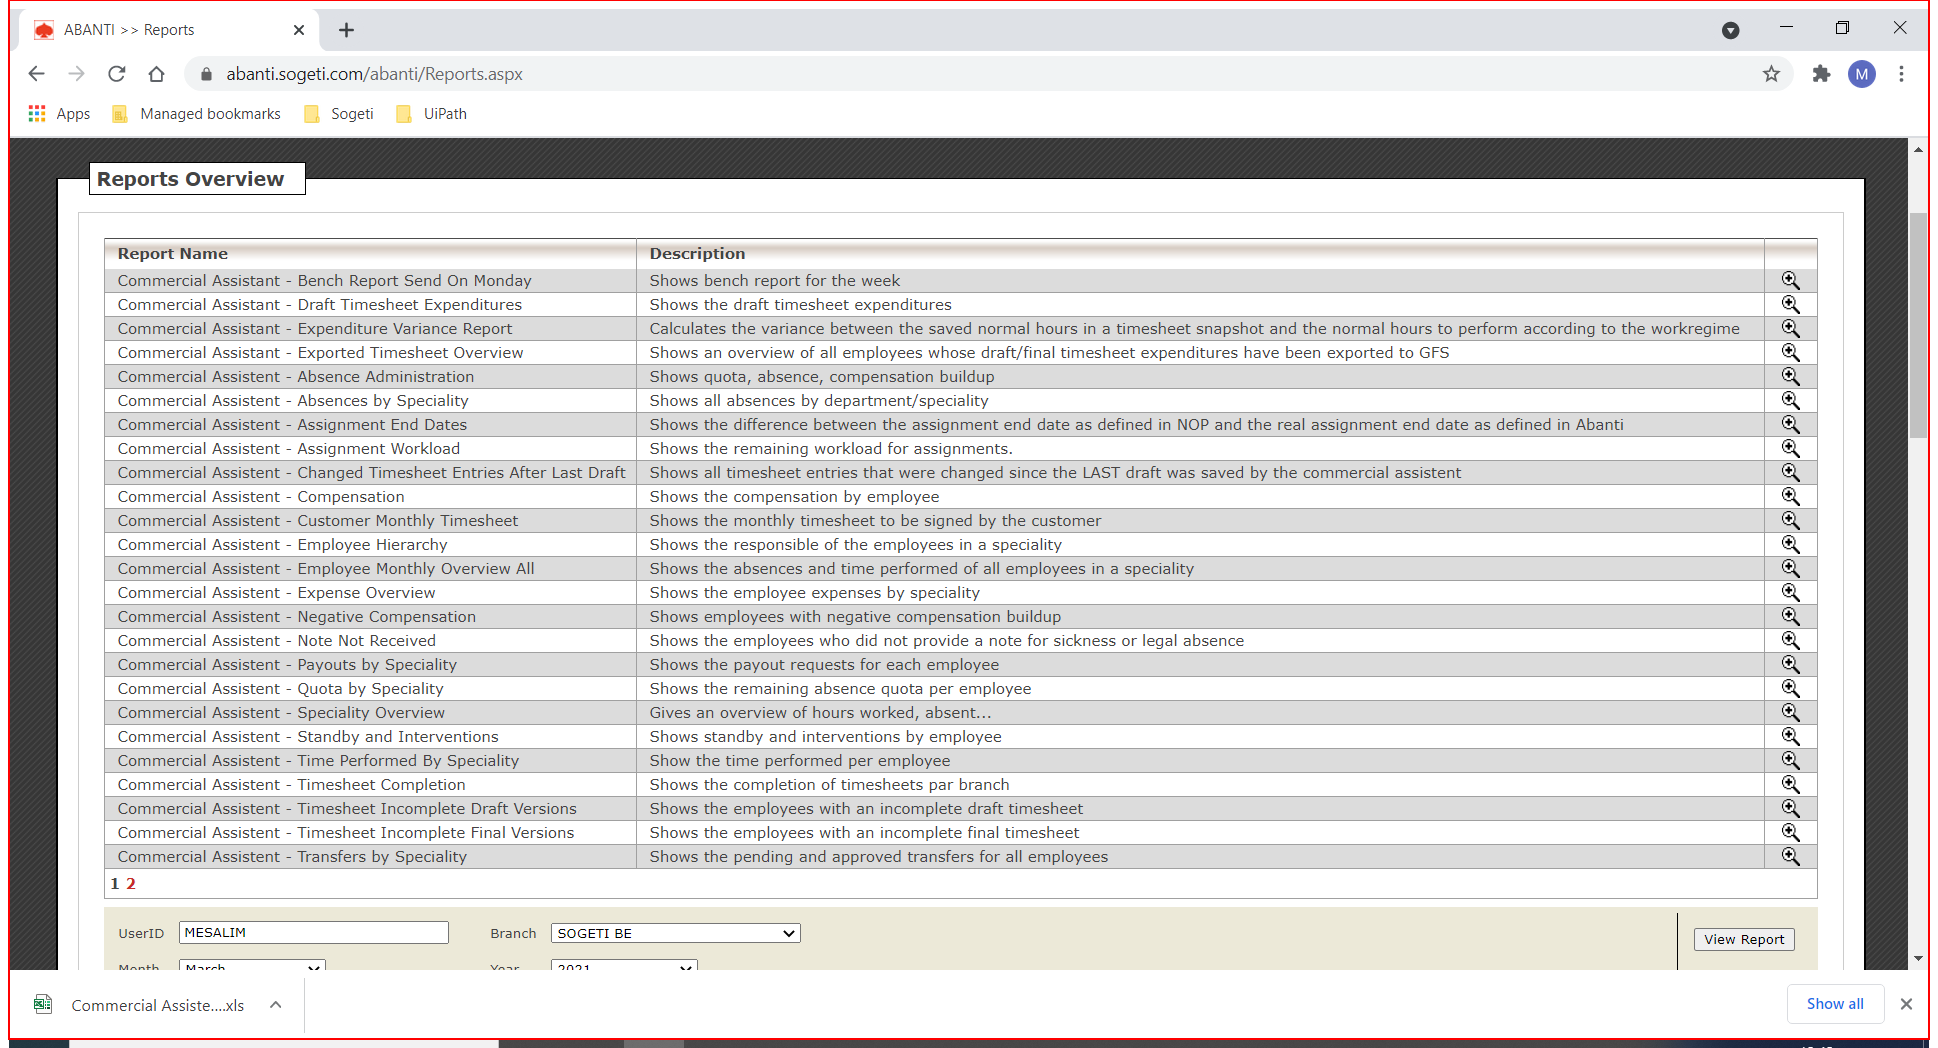 ABANTI >> Reports
abanti.sogeti.com/abanti/Reports.aspx
M
Apps Managed bookmarks Sogeti UiPath
Reports Overview
Report Name Description
Commercial Assistant - Bench Report Send On Monday Shows bench report for the week
Commercial Assistant - Draft Timesheet Expenditures Shows the draft timesheet expenditures
Commercial Assistant - Expenditure Variance Report Calculates the variance between the saved normal hours in a timesheet snapshot and the normal hours to perform according to the workregime
Commercial Assistant - Exported Timesheet Overview Shows an overview of all employees whose draft/final timesheet expenditures have been exported to GFS
Commercial Assistent - Absence Administration Shows quota, absence, compensation buildup
Commercial Assistent - Absences by Speciality Shows all absences by department/speciality
Commercial Assistent - Assignment End Dates Shows the difference between the assignment end date as defined in NOP and the real assignment end date as defined in Abanti
Commercial Assistent - Assignment Workload Shows the remaining workload for assignments.
Commercial Assistent - Changed Timesheet Entries After Last Draft Shows all timesheet entries that were changed since the LAST draft was saved by the commercial assistent
Commercial Assistent - Compensation Shows the compensation by employee
Commercial Assistent - Customer Monthly Timesheet Shows the monthly timesheet to be signed by the customer
Commercial Assistent - Employee Hierarchy Shows the responsible of the employees in a speciality
Commercial Assistent - Employee Monthly Overview All Shows the absences and time performed of all employees in a speciality
Commercial Assistent - Expense Overview Shows the employee expenses by speciality
Commercial Assistent - Negative Compensation Shows employees with negative compensation buildup
Commercial Assistent - Note Not Received Shows the employees who did not provide a note for sickness or legal absence
Commercial Assistent - Payouts by Speciality Shows the payout requests for each employee
Commercial Assistent - Quota by Speciality Shows the remaining absence quota per employee
Commercial Assistent - Speciality Overview Gives an overview of hours worked, absent...
Commercial Assistent - Standby and Interventions Shows standby and interventions by employee
Commercial Assistent - Time Performed By Speciality Show the time performed per employee
Commercial Assistent - Timesheet Completion Shows the completion of timesheets par branch
Commercial Assistent - Timesheet Incomplete Draft Versions Shows the employees with an incomplete draft timesheet
Commercial Assistent - Timesheet Incomplete Final Versions Shows the employees with an incomplete final timesheet
Commercial Assistent - Transfers by Speciality Shows the pending and approved transfers for all employees
1 2
UserID MESALIM Branch SOGETI BE View Report
Month March Year 2021
Commercial Assiste....xls Show all